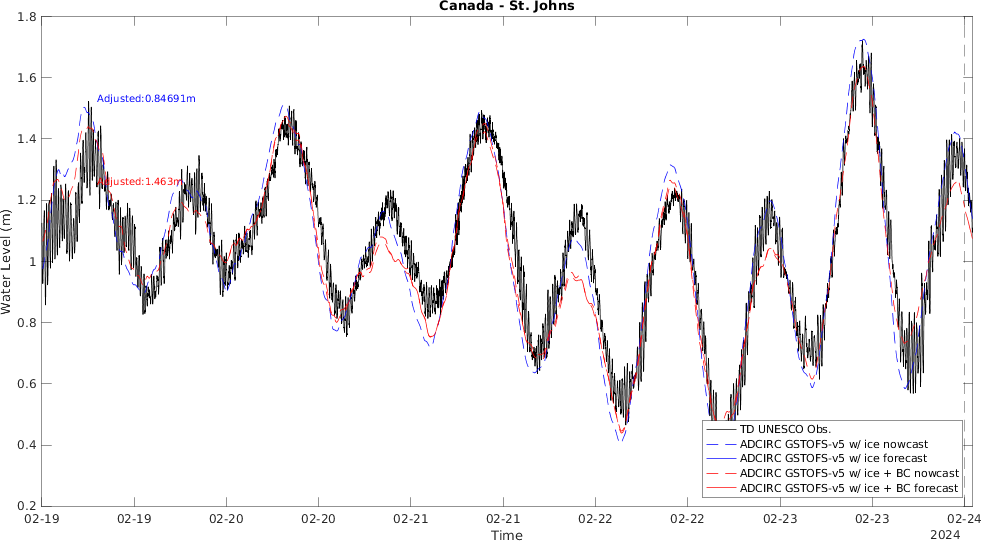 Canada - St. Johns
1.8
1.6
1.4
1.2
1
0.8
0.6
0.4
0.2
Water Level (m)
Adjusted:0.84691m
Adjusted:1.463m
TD UNESCO Obs.
ADCIRC GSTOFS-v5 w/ ice nowcast
ADCIRC GSTOFS-v5 w/ ice forecast
ADCIRC GSTOFS-v5 w/ ice + BC nowcast
ADCIRC GSTOFS-v5 w/ ice + BC forecast
02-19 02-19 02-20 02-20 02-21 02-21 02-22 02-22 02-23 02-23 02-24
Time
2024